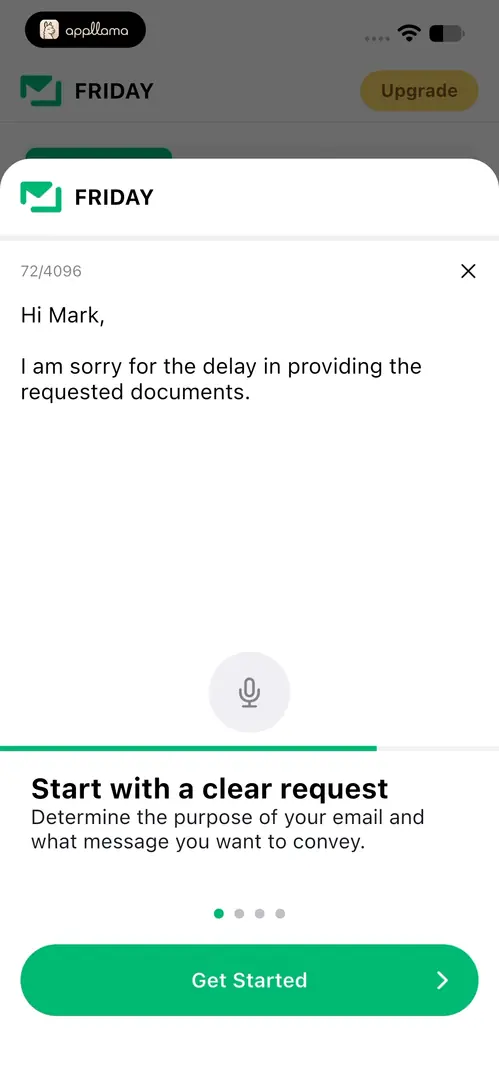 appllama
FRIDAY
Upgrade
FRIDAY
72/4096
Hi Mark,
I am sorry for the delay in providing the
requested documents.
Start with a clear request
Determine the purpose of your email and
what message you want to convey.
Get Started